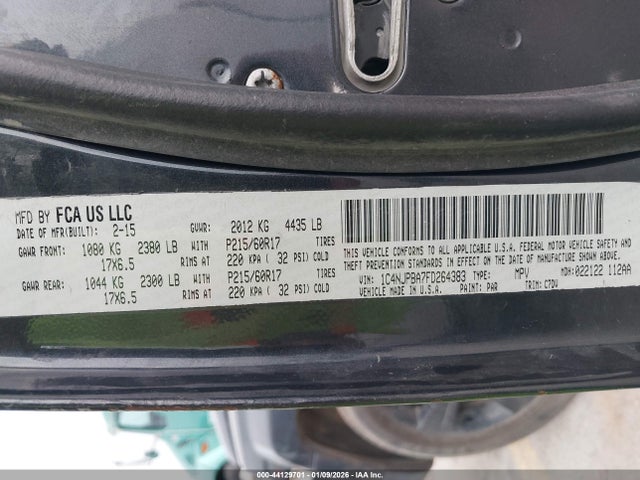 MFD BY FCA US LLC
DATE OF MFR(BUILT): 2-15 GVWR: 2012 KG 4435 LB
GAWR FRONT: 1080 KG 2380 LB WITH P215/60R17 TIRES
17X6.5 RIMS AT 220 KPA ( 32 PSI) COLD
GAWR REAR: 1044 KG 2300 LB WITH P215/60R17 TIRES
17X6.5 RIMS AT 220 KPA ( 32 PSI) COLD
THIS VEHICLE CONFORMS TO ALL APPLICABLE U.S.A. FEDERAL MOTOR VEHICLE SAFETY AND
THEFT PREVENTION STANDARDS IN EFFECT ON THE DATE OF MANUFACTURE SHOWN ABOVE.
VIN: 1C4NJPBA7FD264383 TYPE: MPV MDH: 022122 112AA
VEHICLE MADE IN U.S.A. PAINT: PAR TRIM: C7DV
000-44129701 - 01/09/2026 - IAA Inc.